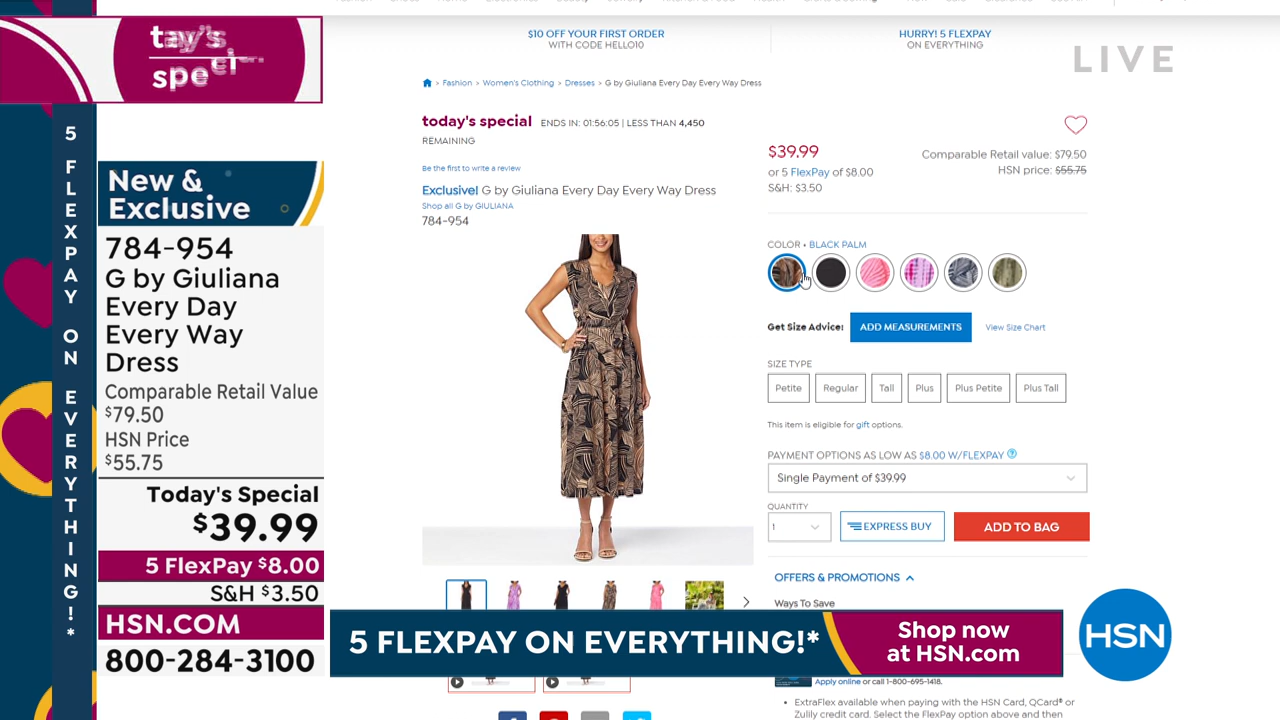 $10 OFF YOUR FIRST ORDER
WITH CODE HELLO10
HURRY! 5 FLEXPAY
ON EVERYTHING
LIVE
5 FLEXPAY ON EVERYTHING!*
New &
Exclusive
784-954
G by Giuliana
Every Day
Every Way
Dress
Comparable Retail Value
$79.50
HSN Price
$55.75
Today's Special
$39.99
5 FlexPay $8.00
S&H $3.50
HSN.COM
800-284-3100
> Fashion > Women's Clothing > Dresses > G by Giuliana Every Day Every Way Dress
today's special ENDS IN: 01:56:05 | LESS THAN 4,450
REMAINING
Be the first to write a review
Exclusive! G by Giuliana Every Day Every Way Dress
Shop all G by GIULIANA
784-954
$39.99
or 5 FlexPay of $8.00
S&H: $3.50
Comparable Retail value: $79.50
HSN price: $55.75
COLOR • BLACK PALM
Get Size Advice: ADD MEASUREMENTS View Size Chart
SIZE TYPE
Petite Regular Tall Plus Plus Petite Plus Tall
This item is eligible for gift options.
PAYMENT OPTIONS AS LOW AS $8.00 W/FLEXPAY
Single Payment of $39.99
QUANTITY
1 EXPRESS BUY ADD TO BAG
OFFERS & PROMOTIONS
Ways To Save
5 FLEXPAY ON EVERYTHING!*
Shop now
at HSN.com
HSN
Apply online or call 1-800-695-1418.
• ExtraFlex available when paying with the HSN Card, QCard® or
Zulily credit card. Select the FlexPay option above and then